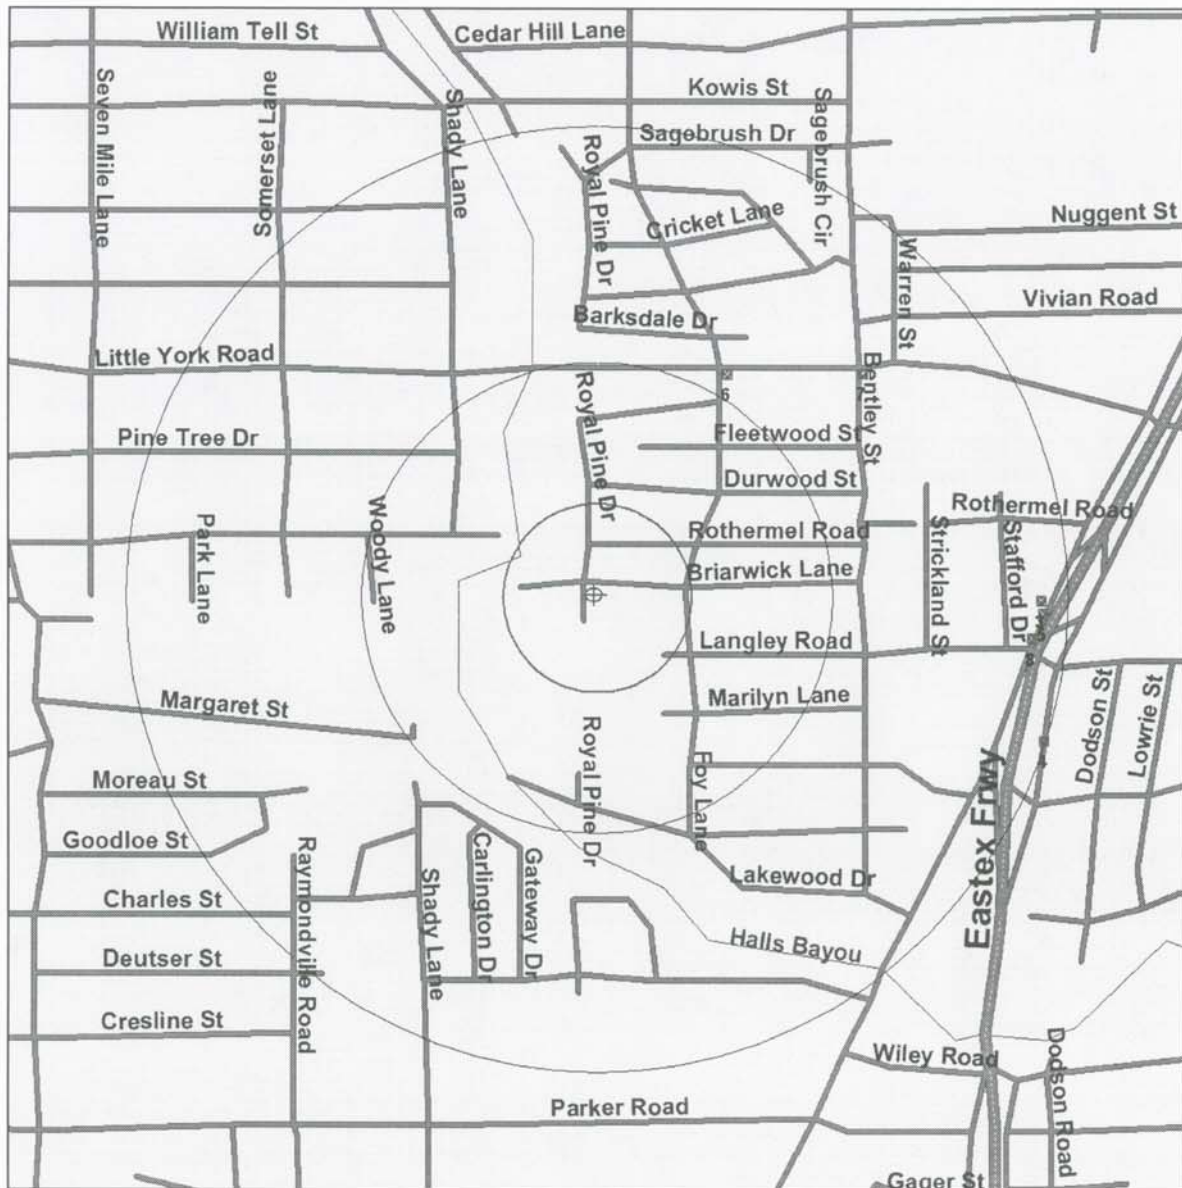 William Tell St
Cedar Hill Lane
Kowis St
Seven Mile Lane
Somerset Lane
Shady Lane
Sagebrush Dr
Sagebrush Cir
Royal Pine Dr
Cricket Lane
Nuggent St
Warren St
Vivian Road
Barksdale Dr
Little York Road
Bentley St
6
7
Royal Pine Dr
Pine Tree Dr
Fleetwood St
Durwood St
Park Lane
Woody Lane
Rothermel Road
Rothermel Road
Strickland St
Stafford Dr
Briarwick Lane
Langley Road
Margaret St
Marilyn Lane
Dodson St
Lowrie St
4
Royal Pine Dr
Foy Lane
Eastex Frwy
Moreau St
Goodloe St
Raymondville Road
Carlington Dr
Gateway Dr
Shady Lane
Lakewood Dr
Charles St
Halls Bayou
Deutser St
Cresline St
Wiley Road
Dodson Road
Parker Road
Gager St